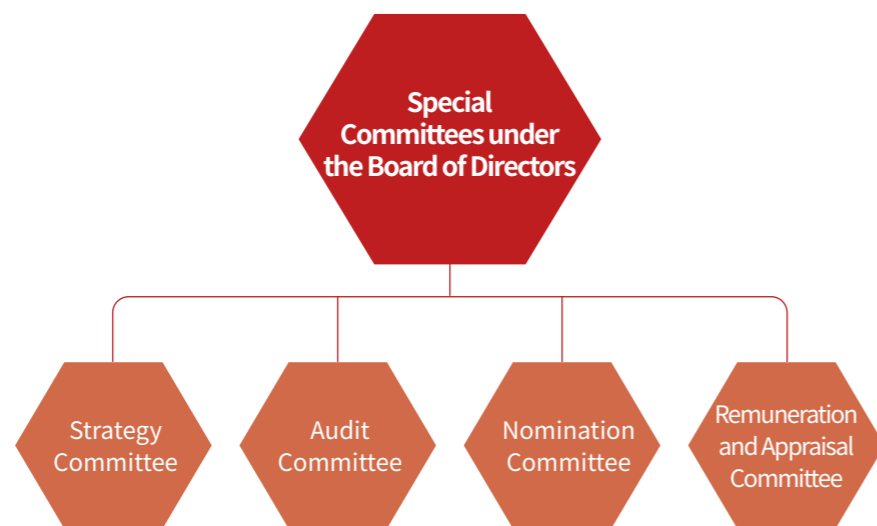 Special
Committees under
the Board of Directors
Strategy
Committee
Audit
Committee
Nomination
Committee
Remuneration
and Appraisal
Committee